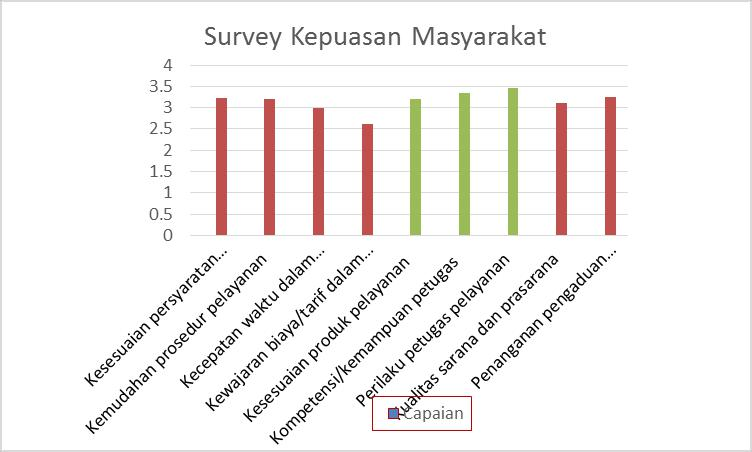 Survey Kepuasan Masyarakat
4
3.5
3
2.5
2
1.5
1
0.5
0
Kesesuaian persyaratan...
Kemudahan prosedur pelayanan
Kecepatan waktu dalam...
Kewajaran biaya/tarif dalam...
Kesesuaian produk pelayanan
Kompetensi/kemampuan petugas
Perilaku petugas pelayanan
Kualitas sarana dan prasarana
Penanganan pengaduan...
Capaian